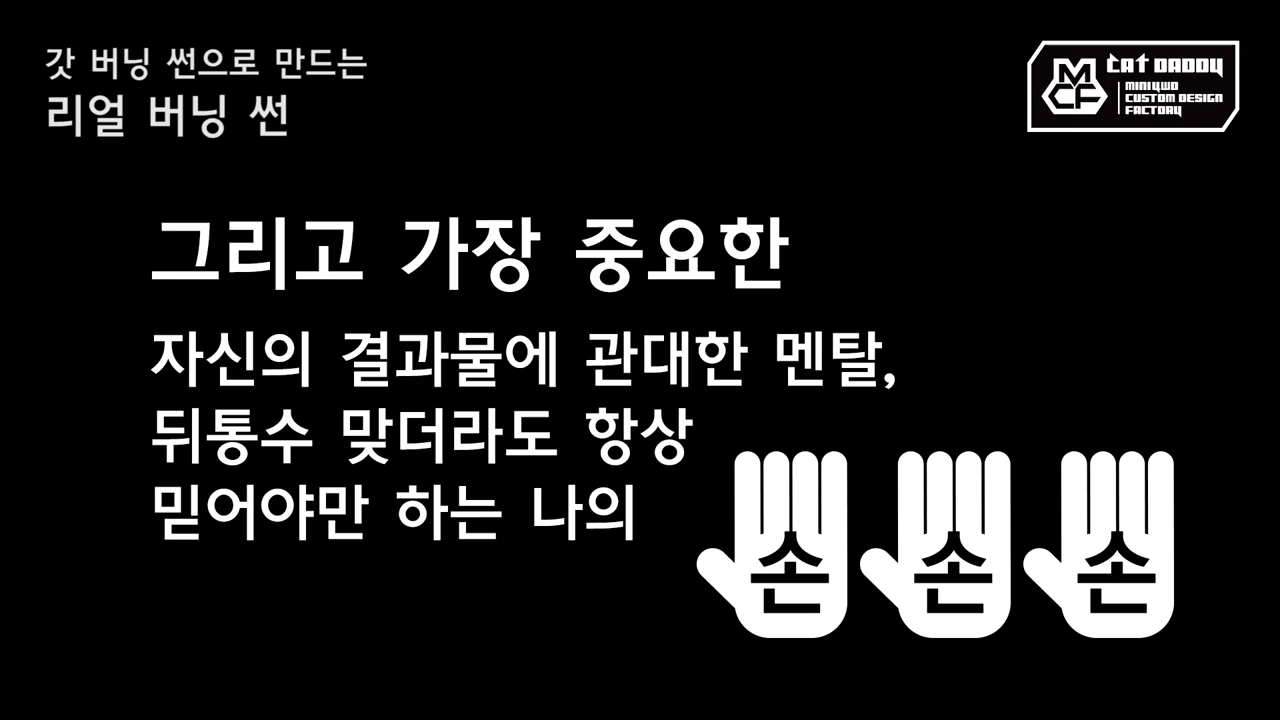 갓 버닝 썬으로 만드는
리얼 버닝 썬
MCF
CAT DADDY
MINI4WD
CUSTOM DESIGN
FACTORY
그리고 가장 중요한
자신의 결과물에 관대한 멘탈,
뒤통수 맞더라도 항상
믿어야만 하는 나의
손 손 손